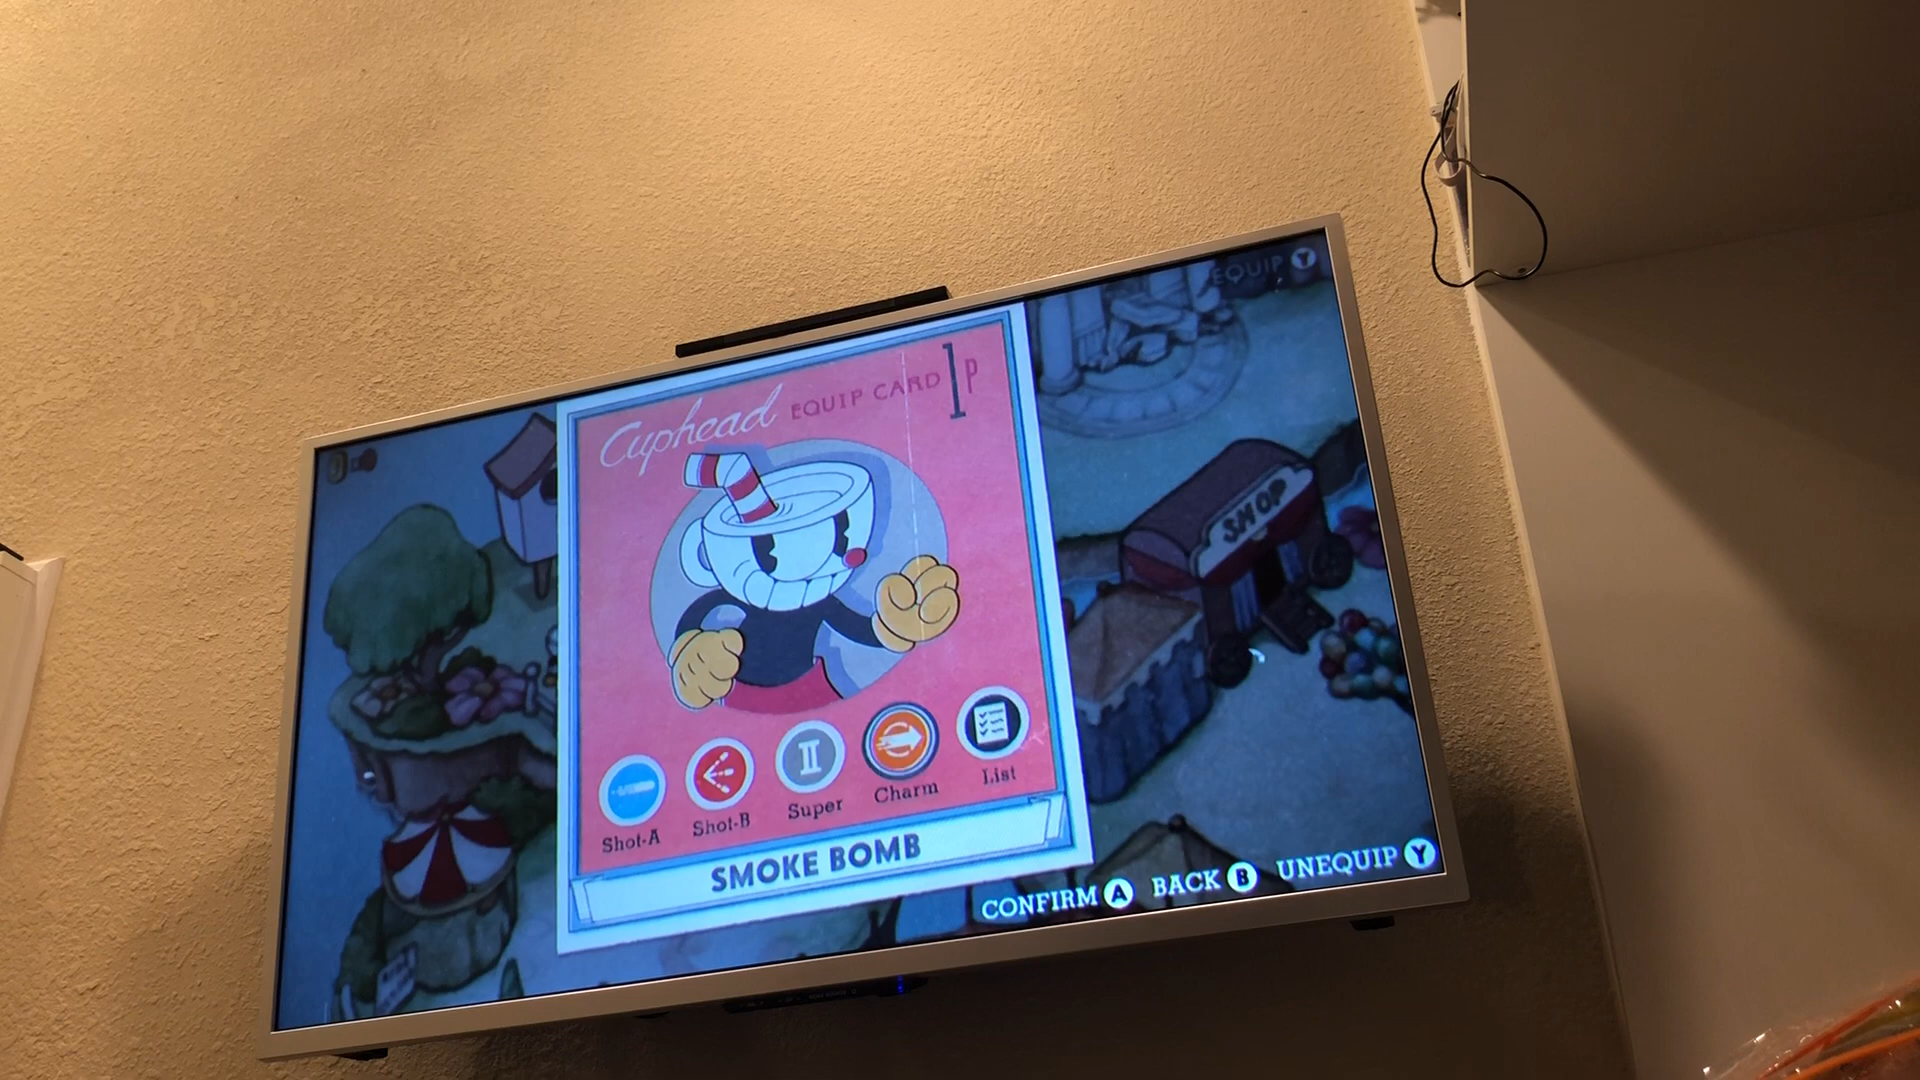 EQUIP Y
Cuphead EQUIP CARD 1P
SHOP
Shot-A Shot-B Super Charm List
SMOKE BOMB
CONFIRM A BACK B UNEQUIP Y